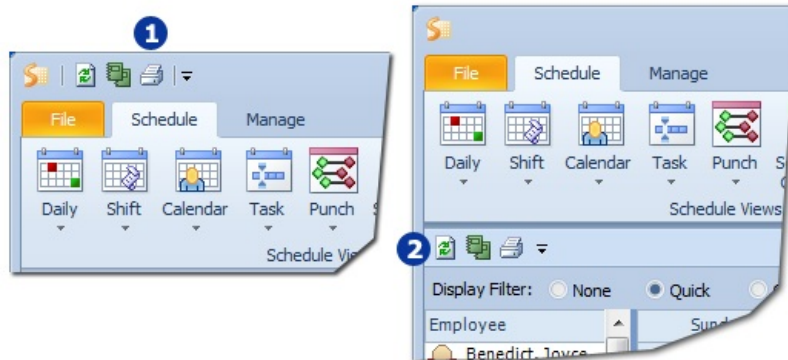 1
File Schedule Manage
Daily Shift Calendar Task Punch
Schedule
File Schedule Manage
Daily Shift Calendar Task Punch
Schedule Views
2
Display Filter: None Quick
Employee
Benedict, Joyce